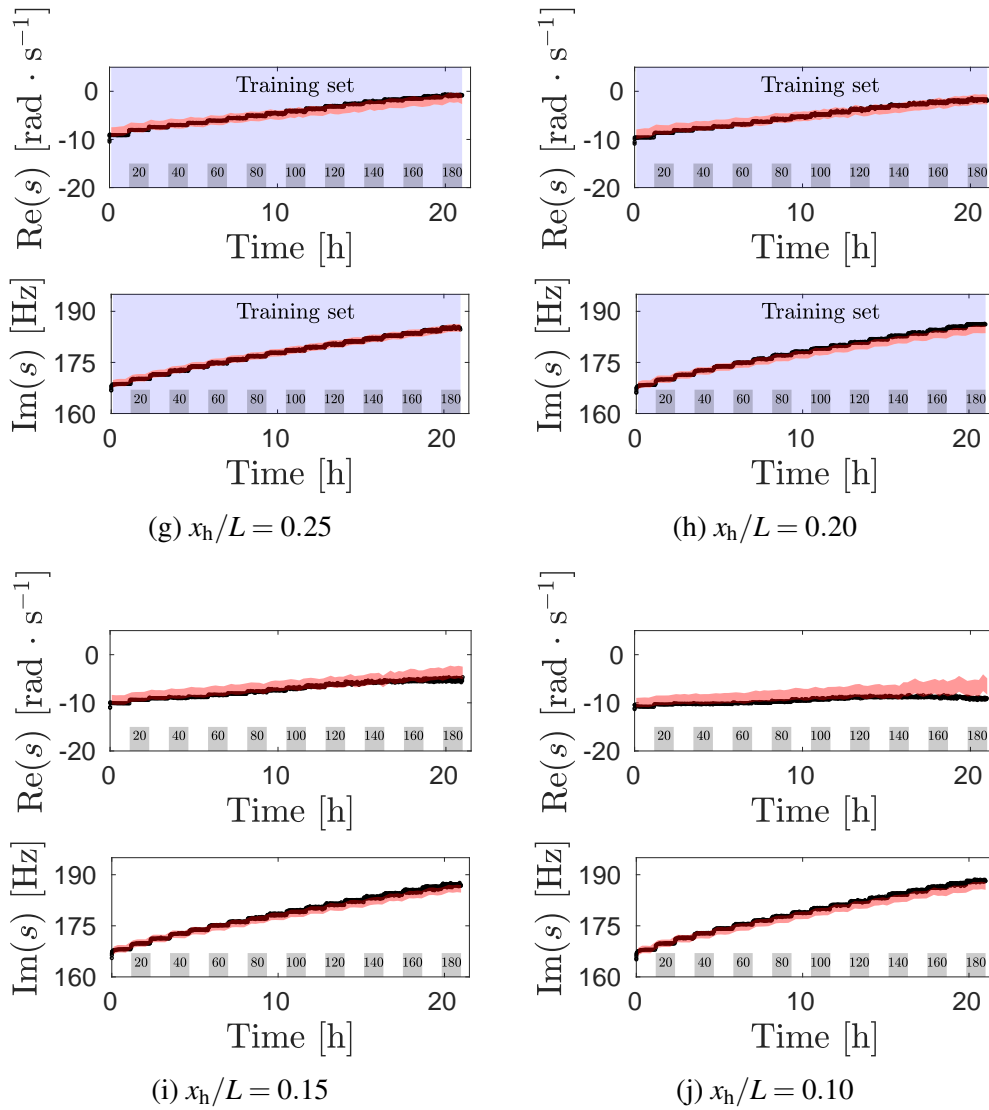 Re(s) [rad · s⁻¹]
0
-10
-20
Training set
20 40 60 80 100 120 140 160 180
0 10 20
Time [h]
Re(s) [rad · s⁻¹]
0
-10
-20
Training set
20 40 60 80 100 120 140 160 180
0 10 20
Time [h]
Im(s) [Hz]
190
175
160
Training set
20 40 60 80 100 120 140 160 180
0 10 20
Time [h]
Im(s) [Hz]
190
175
160
Training set
20 40 60 80 100 120 140 160 180
0 10 20
Time [h]
(g) xh/L = 0.25
(h) xh/L = 0.20
Re(s) [rad · s⁻¹]
0
-10
-20
20 40 60 80 100 120 140 160 180
0 10 20
Time [h]
Re(s) [rad · s⁻¹]
0
-10
-20
20 40 60 80 100 120 140 160 180
0 10 20
Time [h]
Im(s) [Hz]
190
175
160
20 40 60 80 100 120 140 160 180
0 10 20
Time [h]
Im(s) [Hz]
190
175
160
20 40 60 80 100 120 140 160 180
0 10 20
Time [h]
(i) xh/L = 0.15
(j) xh/L = 0.10